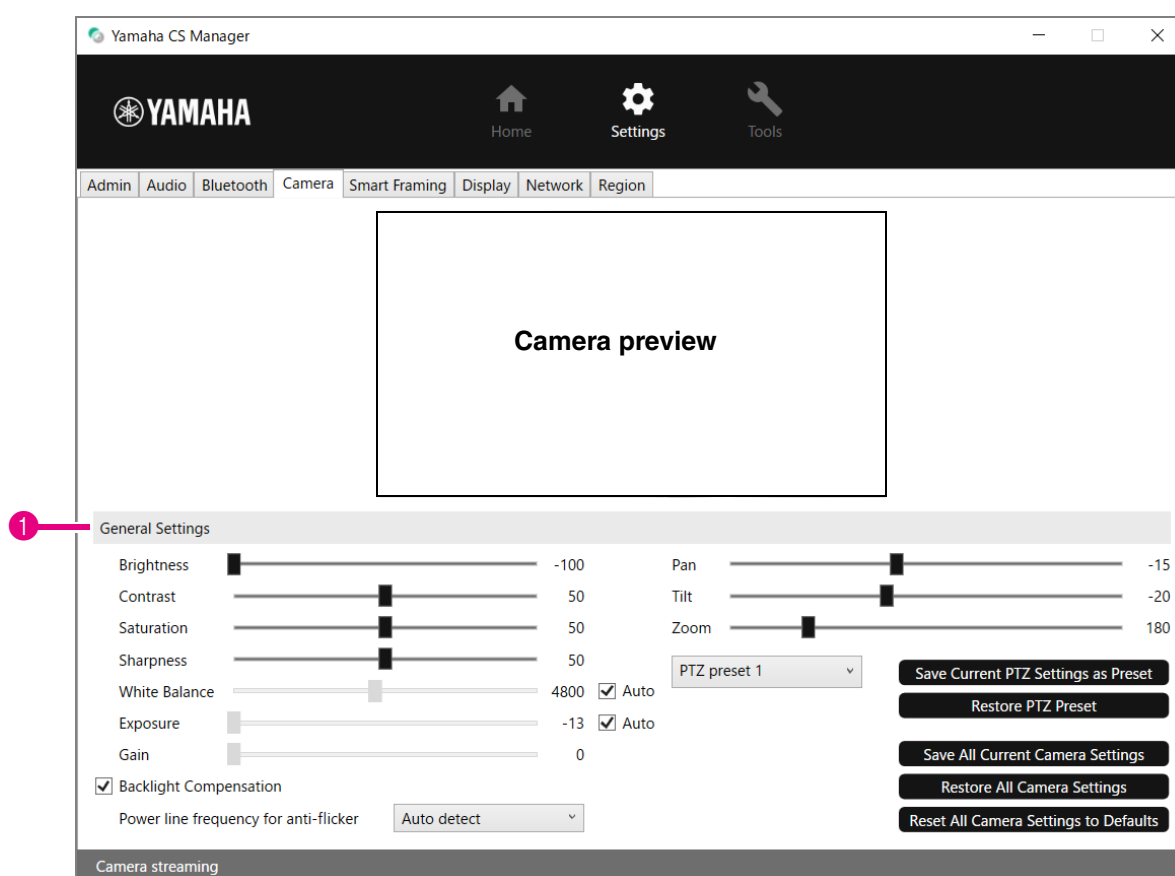 Yamaha CS Manager
YAMAHA
Home Settings Tools
Admin Audio Bluetooth Camera Smart Framing Display Network Region
Camera preview
1
General Settings
Brightness -100
Contrast 50
Saturation 50
Sharpness 50
White Balance 4800 Auto
Exposure -13 Auto
Gain 0
Backlight Compensation
Power line frequency for anti-flicker Auto detect
Pan -15
Tilt -20
Zoom 180
PTZ preset 1
Save Current PTZ Settings as Preset
Restore PTZ Preset
Save All Current Camera Settings
Restore All Camera Settings
Reset All Camera Settings to Defaults
Camera streaming